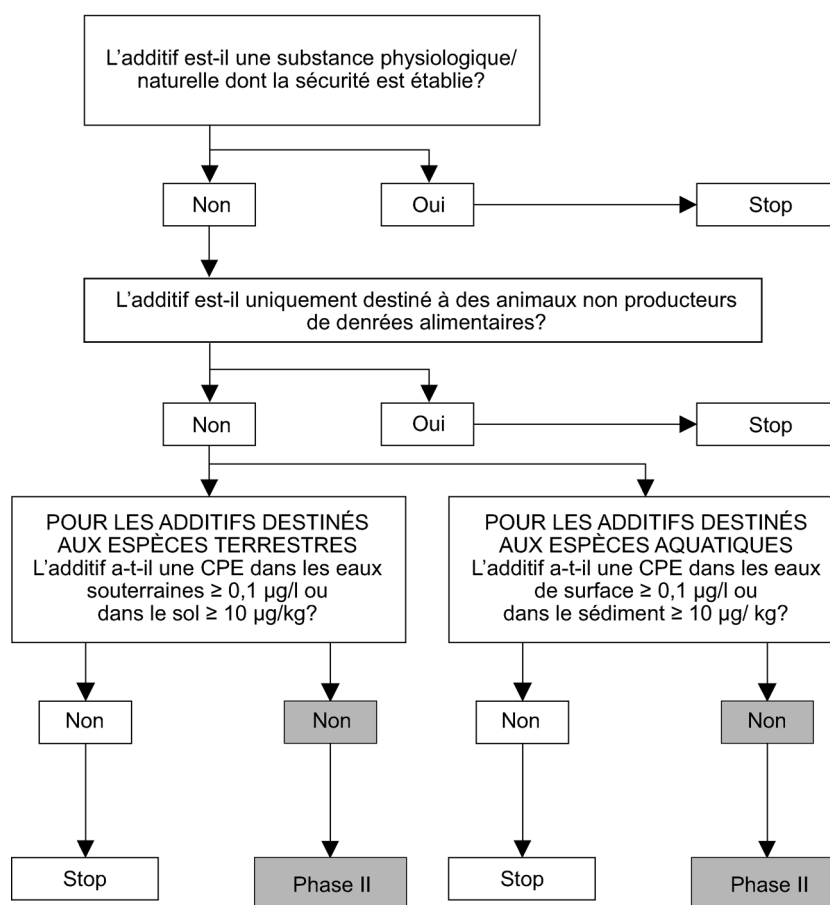 L’additif est-il une substance physiologique/
naturelle dont la sécurité est établie?
Non
Oui
Stop
L’additif est-il uniquement destiné à des animaux non producteurs
de denrées alimentaires?
Non
Oui
Stop
POUR LES ADDITIFS DESTINÉS
AUX ESPÈCES TERRESTRES
L’additif a-t-il une CPE dans les eaux
souterraines ≥ 0,1 µg/l ou
dans le sol ≥ 10 µg/kg?
POUR LES ADDITIFS DESTINÉS
AUX ESPÈCES AQUATIQUES
L’additif a-t-il une CPE dans les eaux
de surface ≥ 0,1 µg/l ou
dans le sédiment ≥ 10 µg/ kg?
Non
Non
Non
Non
Stop
Phase II
Stop
Phase II